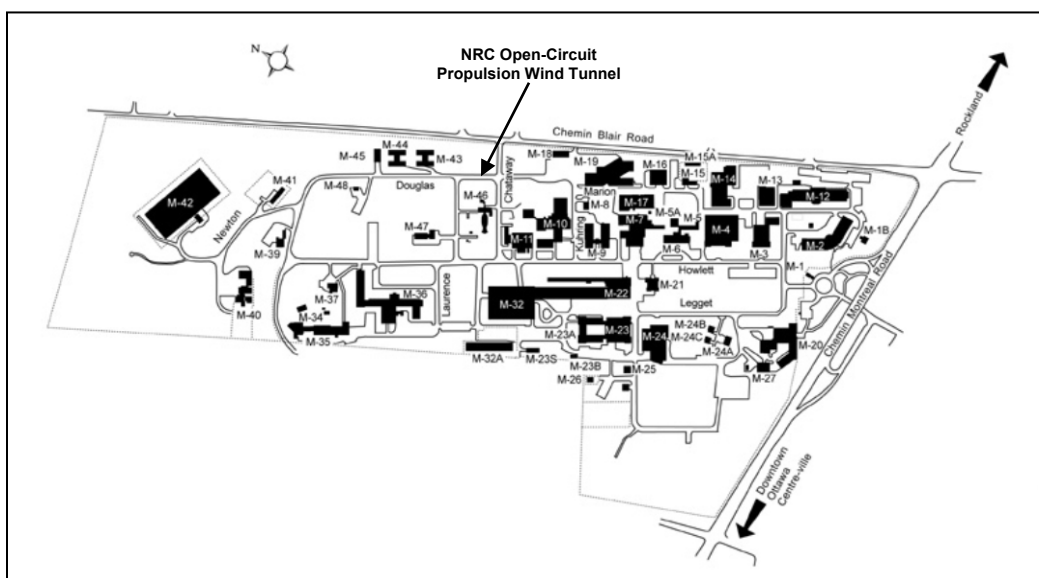 NRC Open-Circuit
Propulsion Wind Tunnel
N
Rockland
Chemin Blair Road
M-45
M-44
M-43
M-18
M-19
M-16
M-15A
M-15
M-14
M-13
M-12
M-41
M-48
Douglas
M-46
Chataway
Marion
M-8
M-17
M-42
Newton
M-47
M-10
M-11
Kuhring
M-9
M-7
M-5A
M-5
M-6
M-4
M-3
M-2
M-1B
M-39
Howlett
M-1
M-37
M-36
Laurence
M-32
M-22
M-21
Legget
M-40
M-34
M-35
M-23A
M-23
M-24
M-24B
M-24C
M-24A
M-20
M-32A
M-23S
M-23B
M-25
M-26
M-27
Chemin Montreal Road
Downtown
Ottawa
Centre-ville